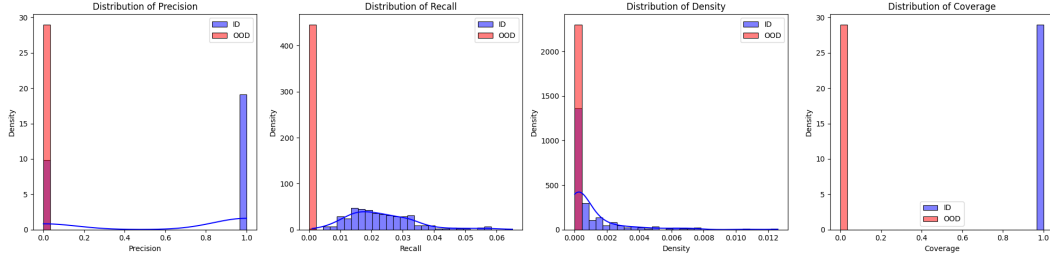 Distribution of Precision
30
25
20
15
10
5
0
Density
0.0 0.2 0.4 0.6 0.8 1.0
Precision
ID
OOD
Distribution of Recall
400
300
200
100
0
Density
0.00 0.01 0.02 0.03 0.04 0.05 0.06
Recall
ID
OOD
Distribution of Density
2000
1500
1000
500
0
Density
0.000 0.002 0.004 0.006 0.008 0.010 0.012
Density
ID
OOD
Distribution of Coverage
30
25
20
15
10
5
0
Density
0.0 0.2 0.4 0.6 0.8 1.0
Coverage
ID
OOD